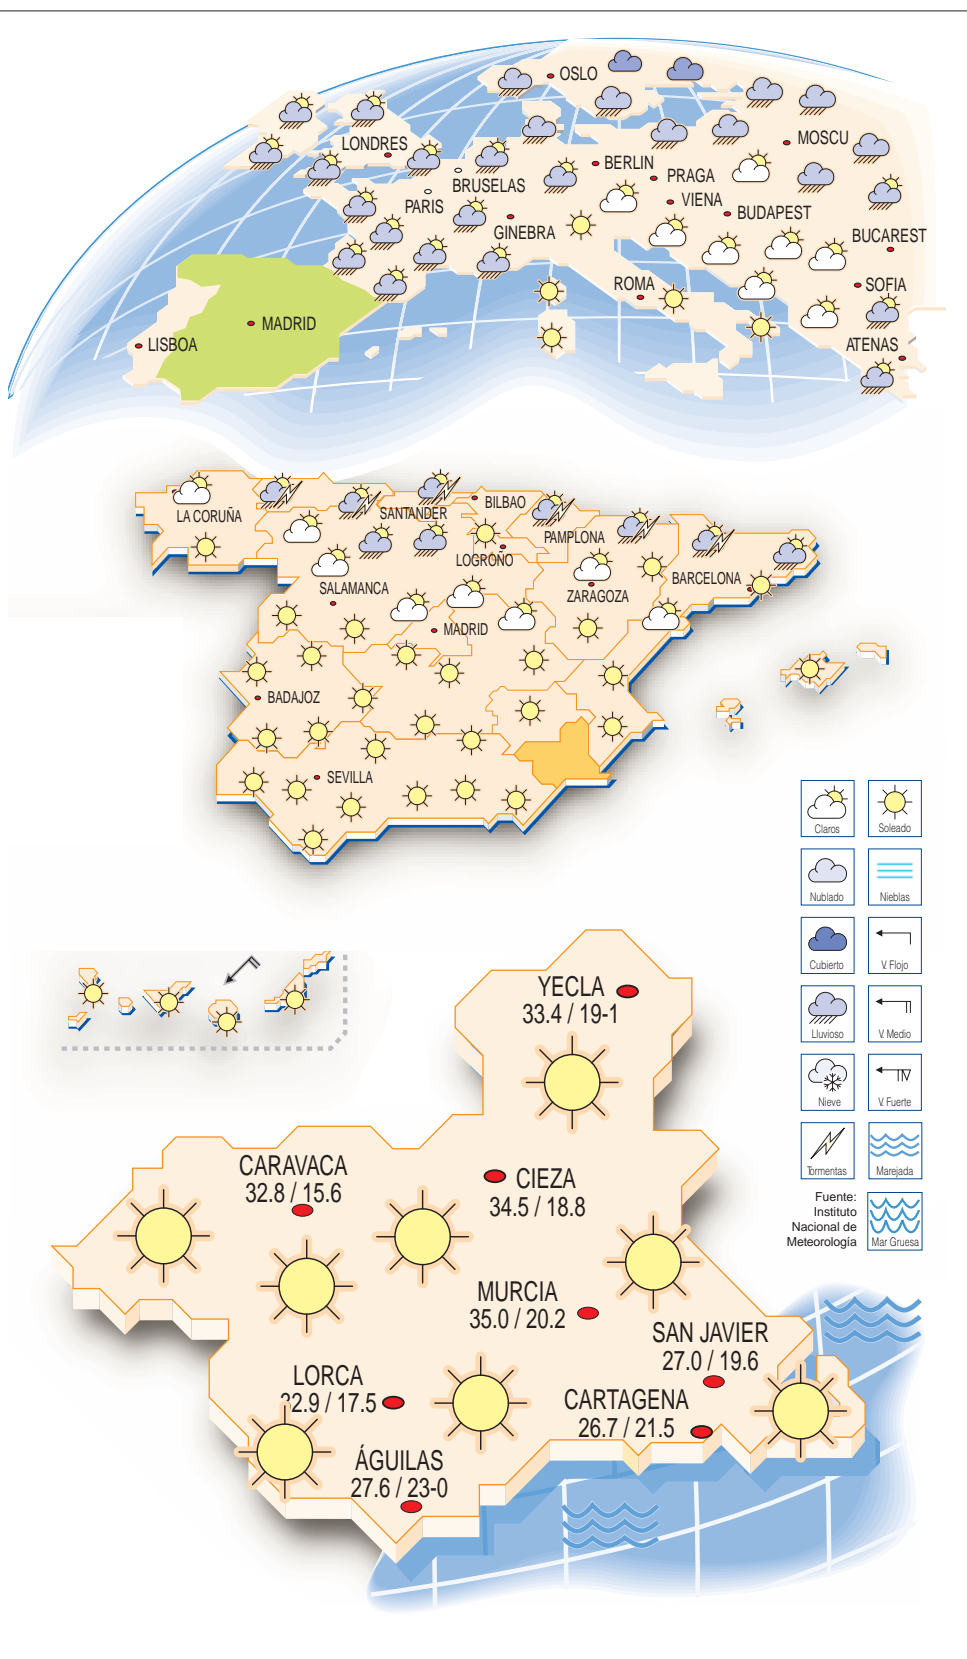 OSLO
LONDRES
MOSCU
BERLIN
BRUSELAS
PRAGA
PARIS
VIENA
BUDAPEST
GINEBRA
BUCAREST
ROMA
SOFIA
MADRID
LISBOA
ATENAS
LA CORUÑA
SANTANDER
BILBAO
PAMPLONA
LOGROÑO
BARCELONA
SALAMANCA
ZARAGOZA
MADRID
BADAJOZ
SEVILLA
Claros
Soleado
Nublado
Nieblas
Cubierto
V. Flojo
Lluvioso
V. Medio
Nieve
V. Fuerte
Tormentas
Marejada
Fuente:
Instituto
Nacional de
Meteorología
Mar Gruesa
YECLA
33.4 / 19-1
CARAVACA
32.8 / 15.6
CIEZA
34.5 / 18.8
MURCIA
35.0 / 20.2
SAN JAVIER
27.0 / 19.6
LORCA
32.9 / 17.5
CARTAGENA
26.7 / 21.5
ÁGUILAS
27.6 / 23-0